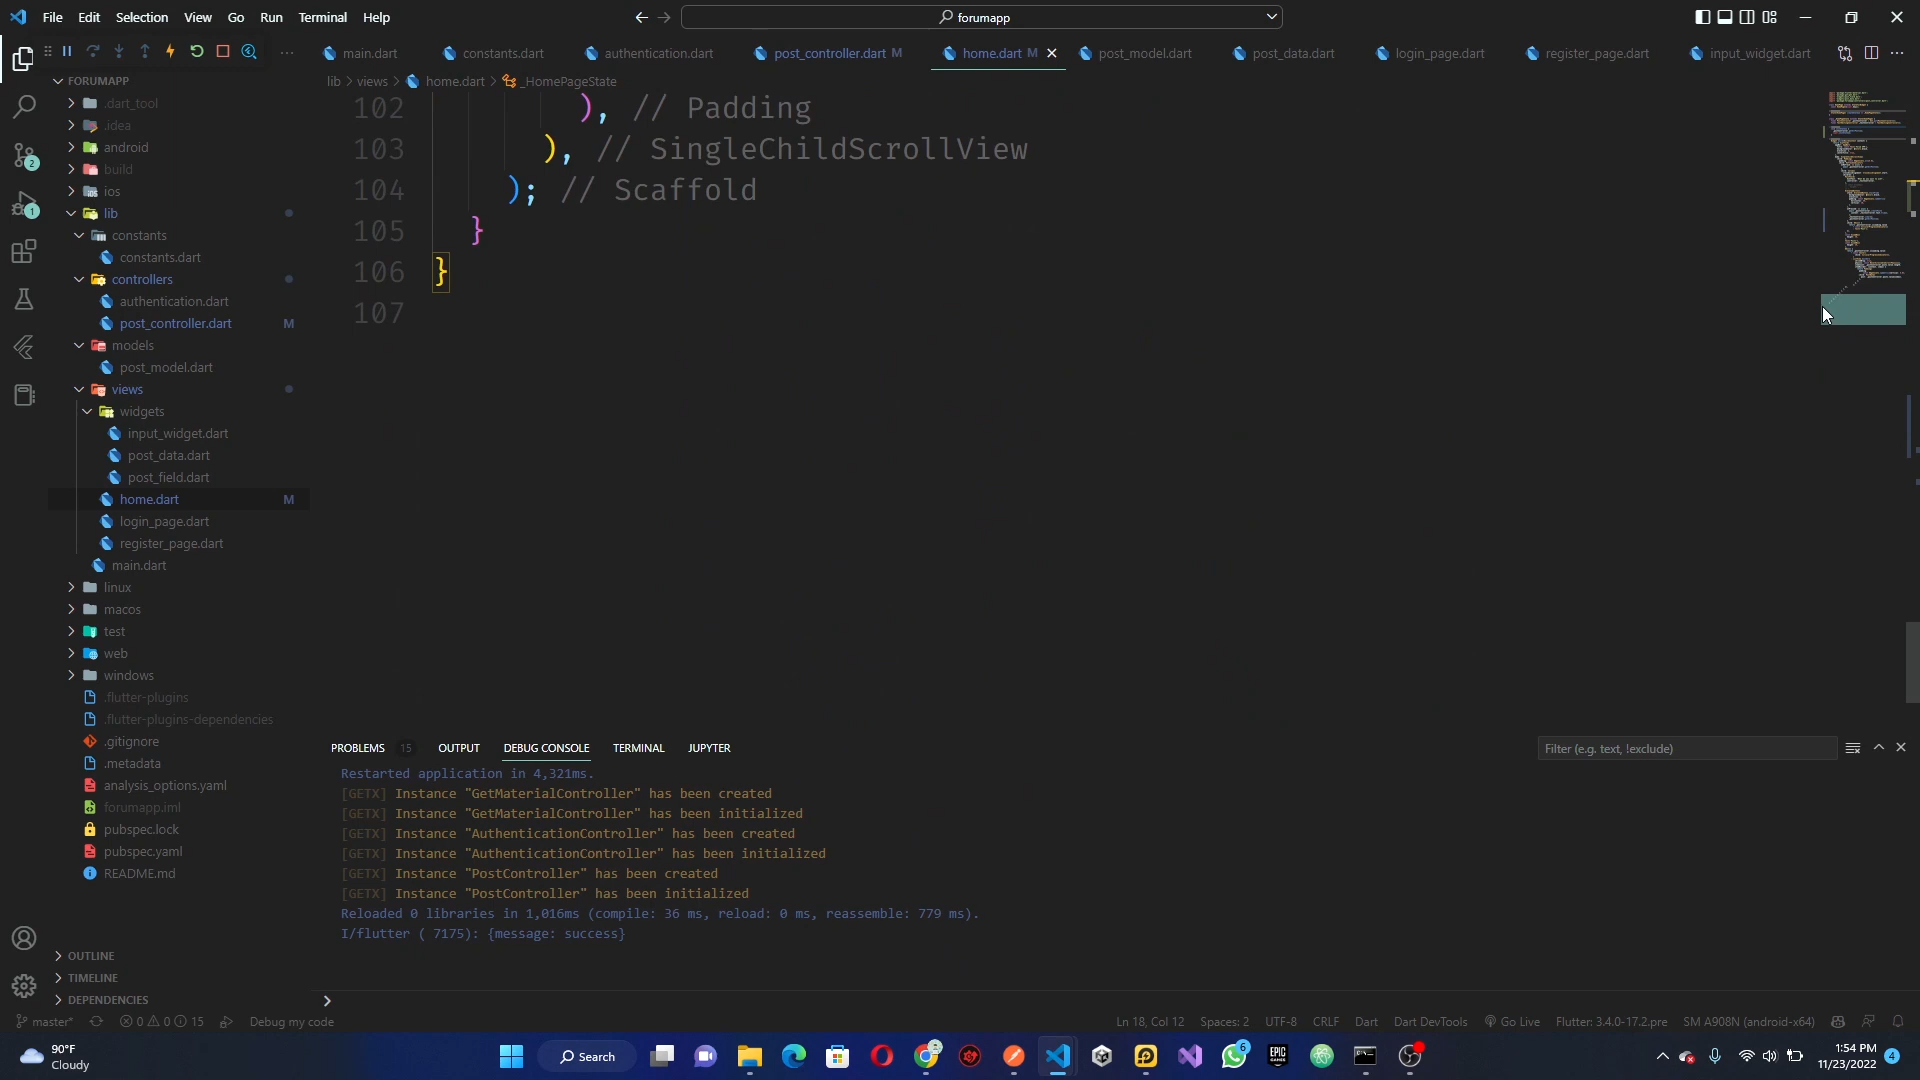 File Edit Selection View Go Run Terminal Help
forumapp
main.dart constants.dart authentication.dart post_controller.dart M home.dart M post_model.dart post_data.dart login_page.dart register_page.dart input_widget.dart
FORUMAPP
lib > views > home.dart > _HomePageState
.dart_tool
.idea
android
build
ios
lib
constants
constants.dart
controllers
authentication.dart
post_controller.dart M
models
post_model.dart
views
widgets
input_widget.dart
post_data.dart
post_field.dart
home.dart M
login_page.dart
register_page.dart
main.dart
linux
macos
test
web
windows
.flutter-plugins
.flutter-plugins-dependencies
.gitignore
.metadata
analysis_options.yaml
forumapp.iml
pubspec.lock
pubspec.yaml
README.md
OUTLINE
TIMELINE
DEPENDENCIES
2
1
102 ), // Padding
103 ), // SingleChildScrollView
104 ); // Scaffold
105 }
106 }
107
PROBLEMS 15 OUTPUT DEBUG CONSOLE TERMINAL JUPYTER
Filter (e.g. text, !exclude)
Restarted application in 4,321ms.
[GETX] Instance "GetMaterialController" has been created
[GETX] Instance "GetMaterialController" has been initialized
[GETX] Instance "AuthenticationController" has been created
[GETX] Instance "AuthenticationController" has been initialized
[GETX] Instance "PostController" has been created
[GETX] Instance "PostController" has been initialized
Reloaded 0 libraries in 1,016ms (compile: 36 ms, reload: 0 ms, reassemble: 779 ms).
I/flutter ( 7175): {message: success}
master* 0 0 15 Debug my code
Ln 18, Col 12 Spaces: 2 UTF-8 CRLF Dart Dart DevTools Go Live Flutter: 3.4.0-17.2.pre SM A908N (android-x64)
90°F
Cloudy
Search
6
EPIC
GAMES
1:54 PM
11/23/2022
4